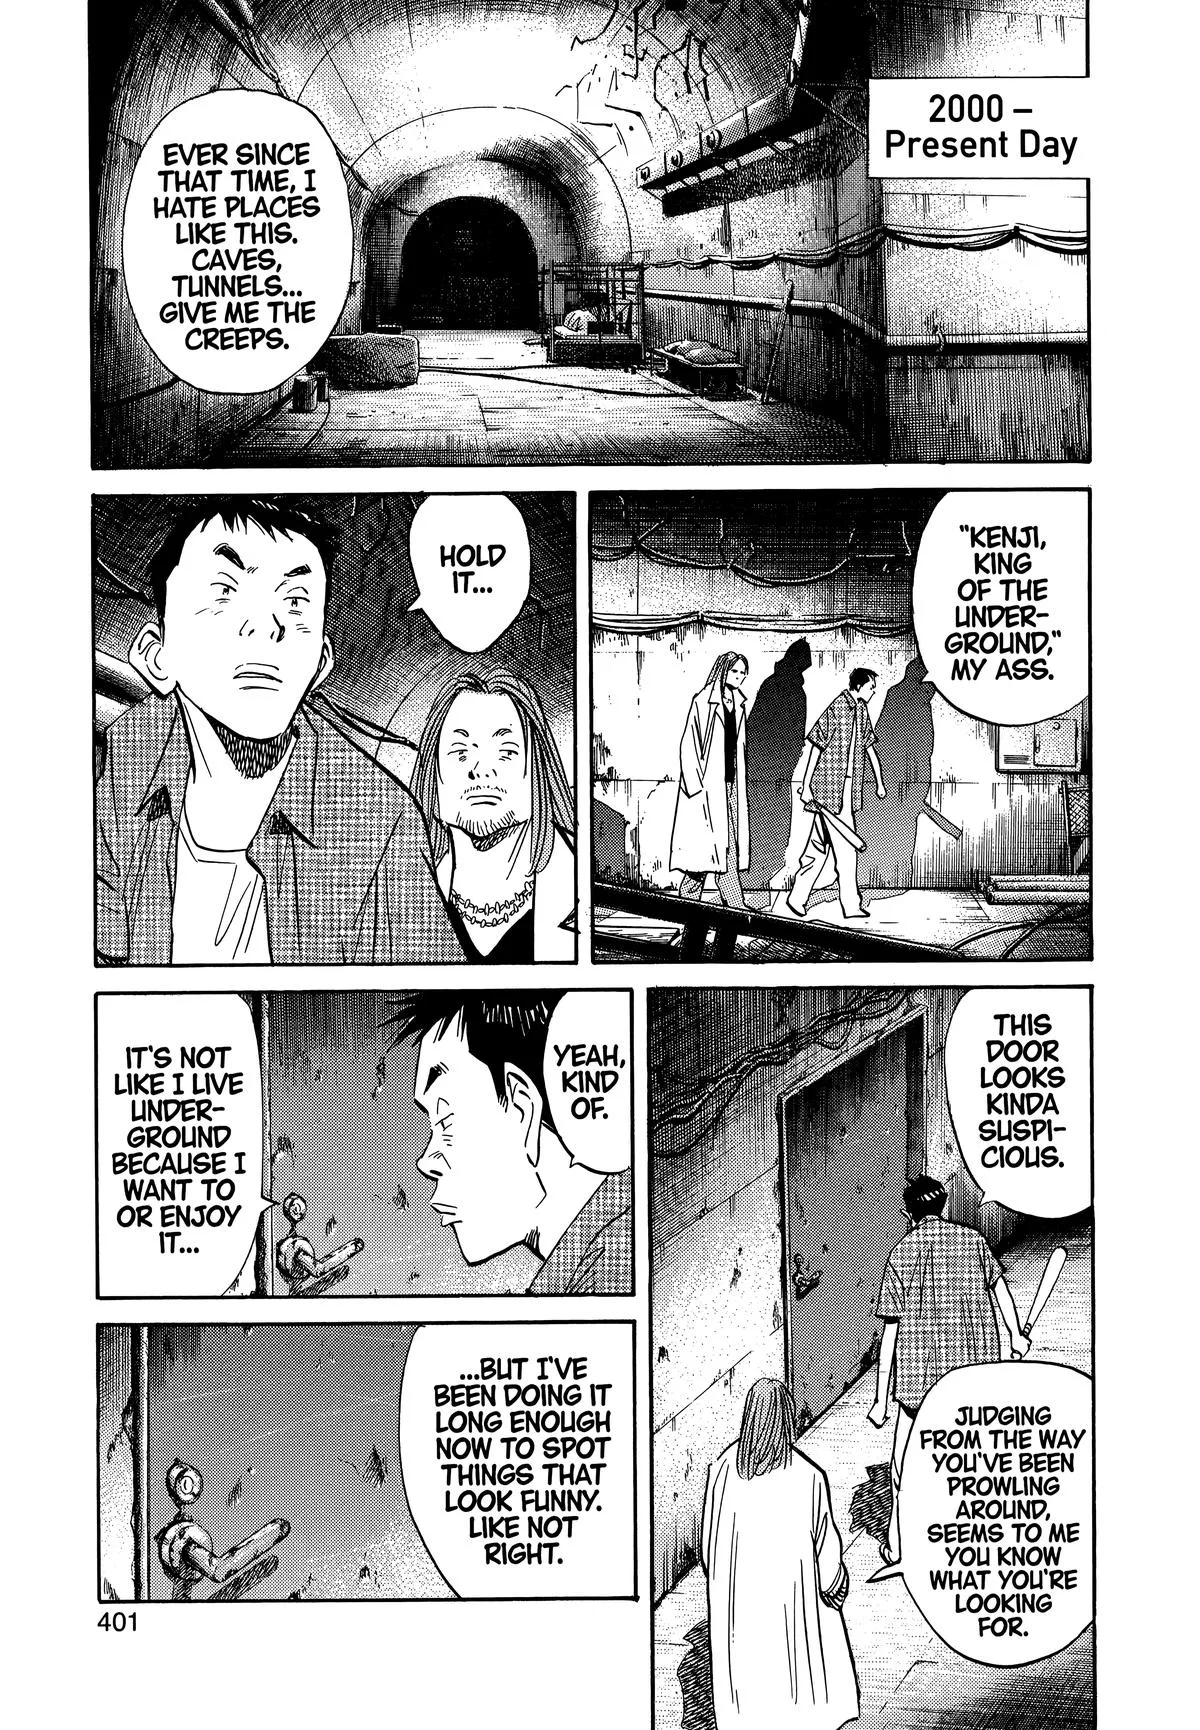 2000 –
Present Day
EVER SINCE
THAT TIME, I
HATE PLACES
LIKE THIS.
CAVES,
TUNNELS...
GIVE ME THE
CREEPS.
"KENJI,
KING
OF THE
UNDER-
GROUND,"
MY ASS.
HOLD
IT...
THIS
DOOR
LOOKS
KINDA
SUSPI-
CIOUS.
JUDGING
FROM THE WAY
YOU'VE BEEN
PROWLING
AROUND,
SEEMS TO ME
YOU KNOW
WHAT YOU'RE
LOOKING
FOR.
YEAH,
KIND
OF.
IT'S NOT
LIKE I LIVE
UNDER-
GROUND
BECAUSE I
WANT TO
OR ENJOY
IT...
...BUT I'VE
BEEN DOING IT
LONG ENOUGH
NOW TO SPOT
THINGS THAT
LOOK FUNNY.
LIKE NOT
RIGHT.
401